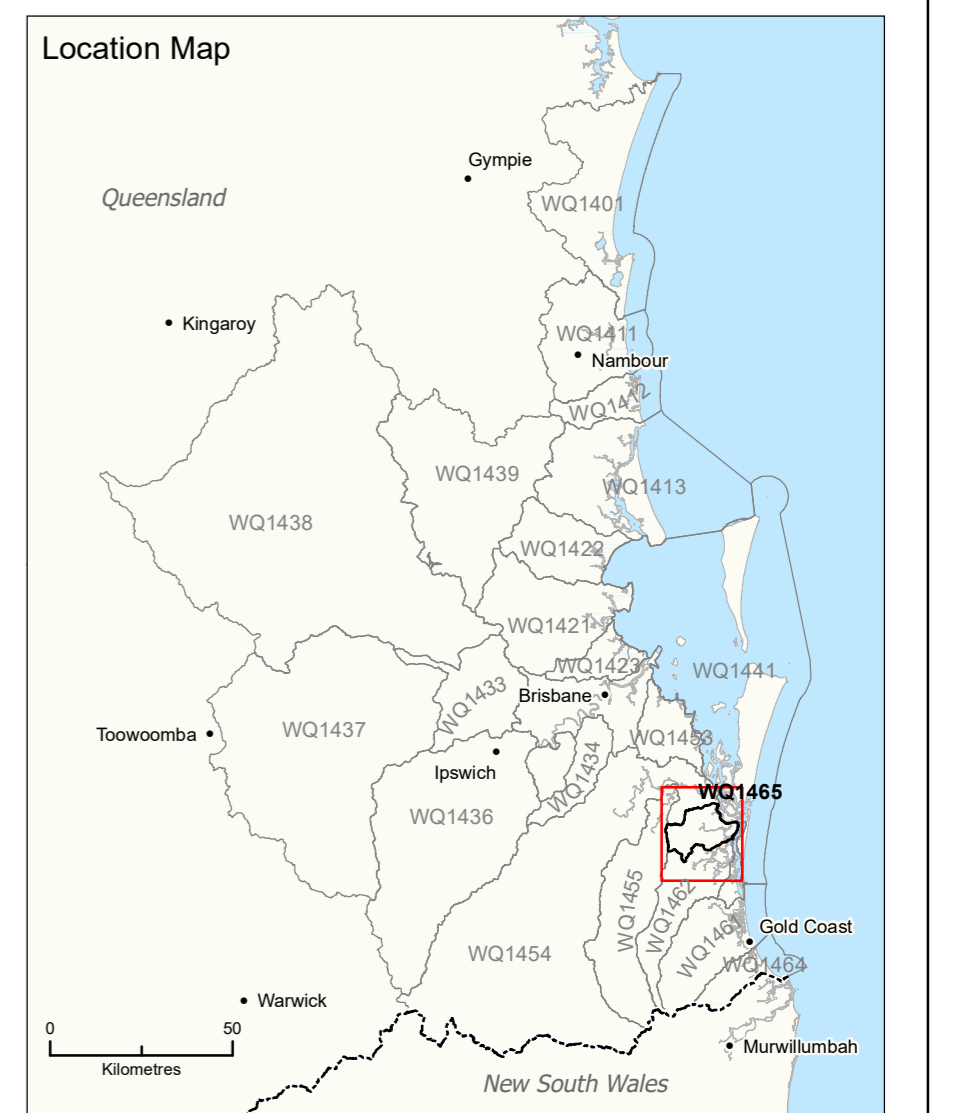 Location Map
Gympie
Queensland
WQ1401
Kingaroy
WQ1411
Nambour
WQ1412
WQ1439
WQ1413
WQ1438
WQ1422
WQ1421
WQ1423
WQ1441
WQ1433
Brisbane
WQ1437
Toowoomba
WQ1453
Ipswich
WQ1434
WQ1465
WQ1436
WQ1455
WQ1462
WQ1461
Gold Coast
WQ1454
WQ1464
Warwick
0 50
Kilometres
Murwillumbah
New South Wales